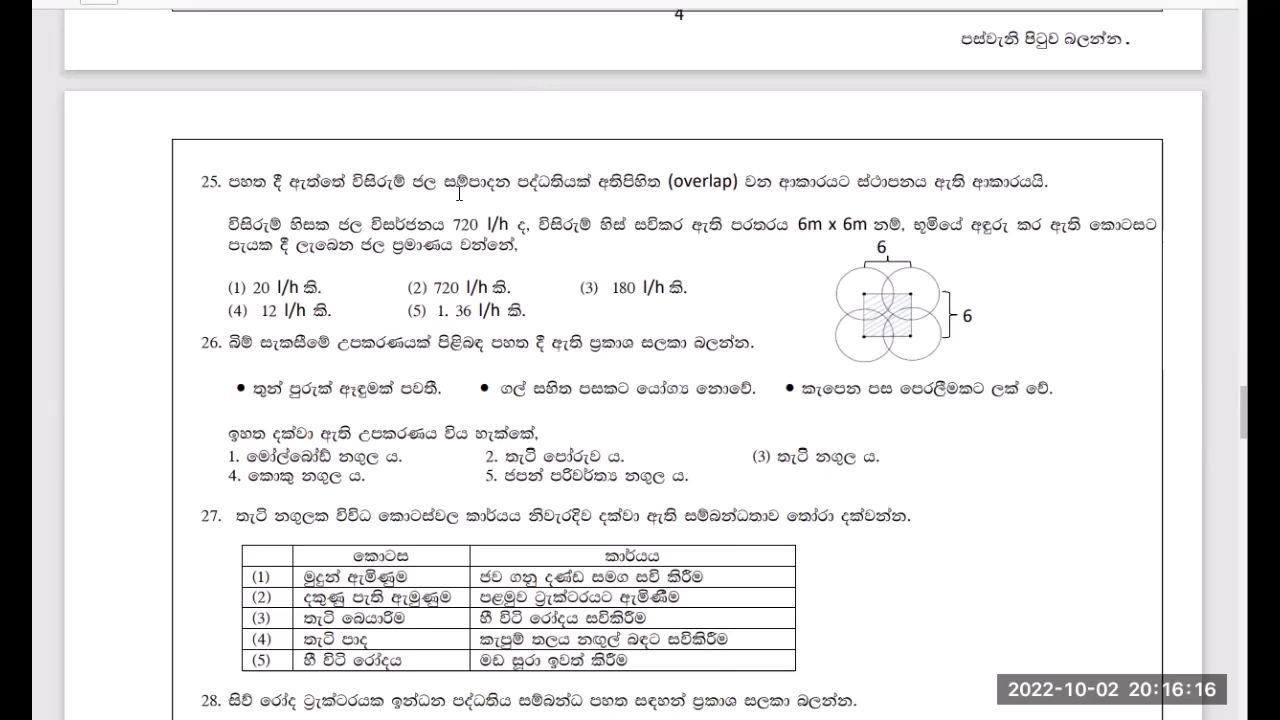 4
පස්වැනි පිටුව බලන්න.
25. පහත දී ඇත්තේ විසිරුම් ජල සම්පාදන පද්ධතියක් අතිපිහිත (overlap) වන ආකාරයට ස්ථාපනය ඇති ආකාරයයි.
විසිරුම් හිසක ජල විසර්ජනය 720 l/h ද, විසිරුම් හිස් සවිකර ඇති පරතරය 6m x 6m නම්, භූමියේ අඳුරු කර ඇති කොටසට
පැයක දී ලැබෙන ජල ප්‍රමාණය වන්නේ,
6
(1) 20 l/h කි. (2) 720 l/h කි. (3) 180 l/h කි.
(4) 12 l/h කි. (5) 1. 36 l/h කි.
6
26. බිම් සැකසීමේ උපකරණයක් පිළිබඳ පහත දී ඇති ප්‍රකාශ සලකා බලන්න.
• තුන් පුරුක් ඈඳුමක් පවතී. • ගල් සහිත පසකට යෝග්‍ය නොවේ. • කැපෙන පස පෙරලීමකට ලක් වේ.
ඉහත දක්වා ඇති උපකරණය විය හැක්කේ,
1. මෝල්බෝඩ් නගුල ය. 2. තැටි පෝරුව ය. (3) තැටි නගුල ය.
4. කොකු නගුල ය. 5. ජපන් පරිවර්ත්‍ය නගුල ය.
27. තැටි නගුලක විවිධ කොටස්වල කාර්යය නිවැරදිව දක්වා ඇති සම්බන්ධතාව තෝරා දක්වන්න.
කොටස කාර්යය
(1) මුදුන් ඇමිණුම ජව ගනු දණ්ඩ සමග සවි කිරීම
(2) දකුණු පැති ඇමුණුම පළමුව ට්‍රැක්ටරයට ඇමිණීම
(3) තැටි බෙයාරිම හී විටි රෝදය සවිකිරීම
(4) තැටි පාද කැපුම් තලය නඟුල් බඳට සවිකිරීම
(5) හී විටි රෝදය මඩ සූරා ඉවත් කිරීම
28. සිව් රෝද ට්‍රැක්ටරයක ඉන්ධන පද්ධතිය සම්බන්ධ පහත සඳහන් ප්‍රකාශ සලකා බලන්න.
2022-10-02 20:16:16